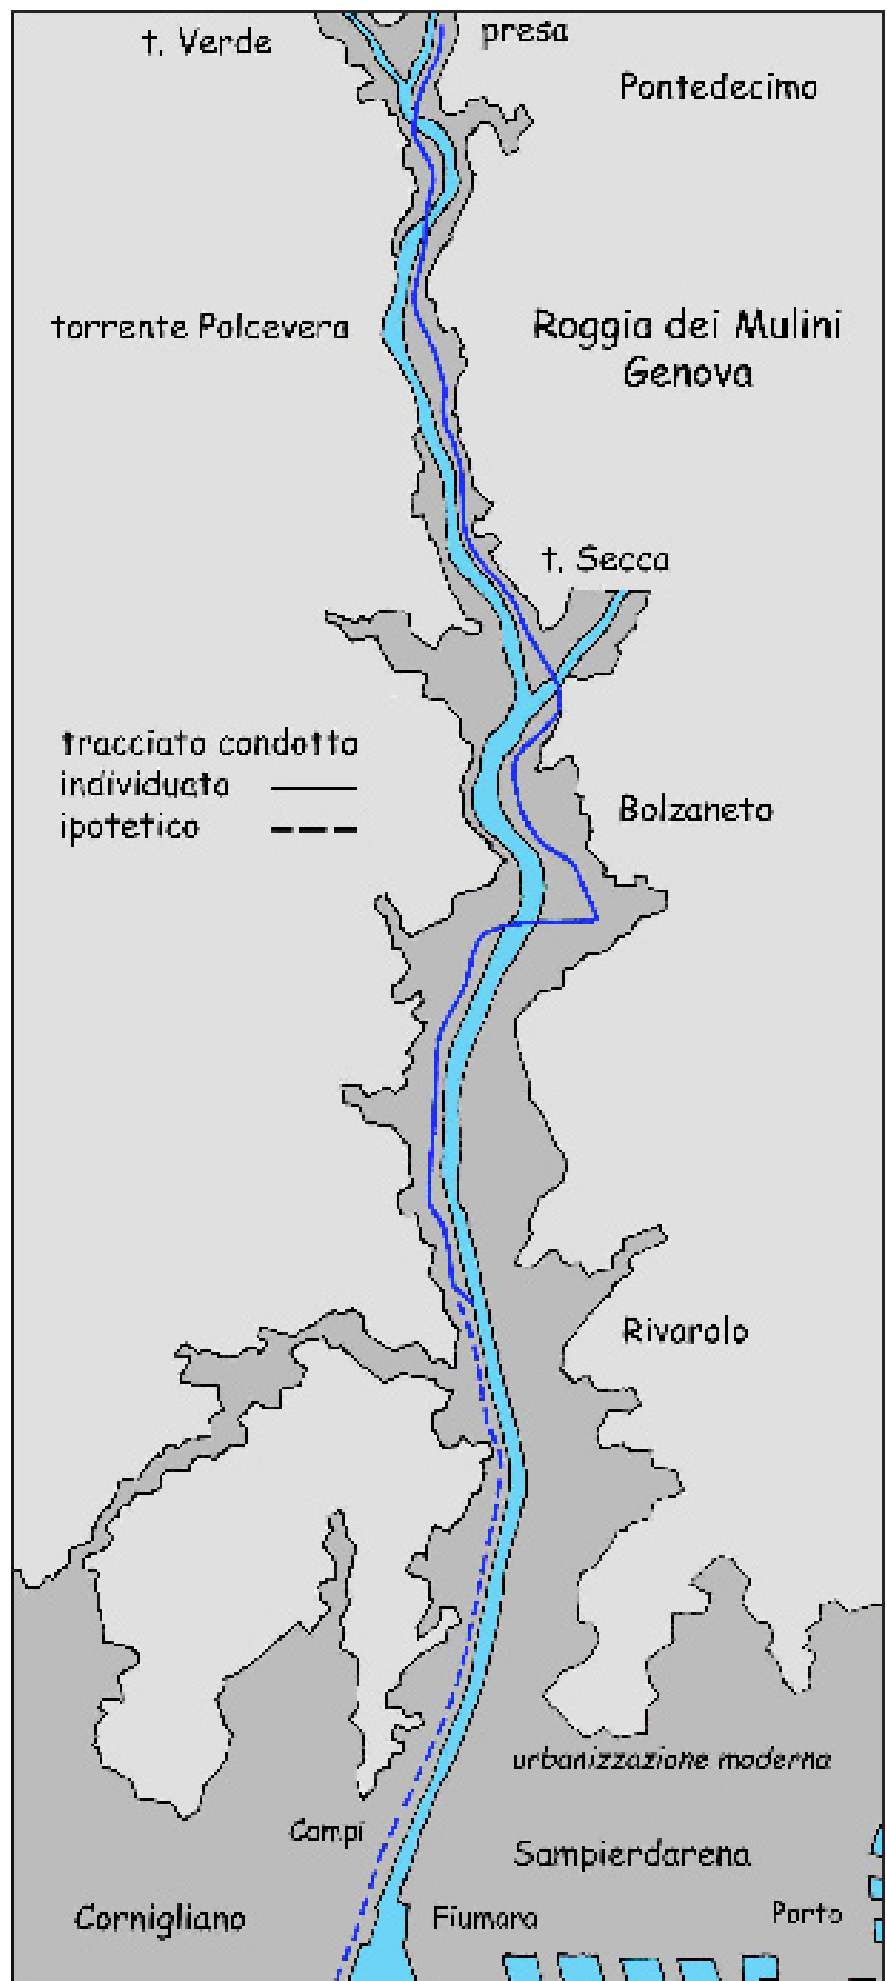 t. Verde
presa
Pontedecimo
torrente Polcevera
Roggia dei Mulini
Genova
t. Secca
tracciato condotto
individuato
ipotetico
Bolzaneto
Rivarolo
urbanizzazione moderna
Campi
Sampierdarena
Cornigliano
Fiumara
Porto